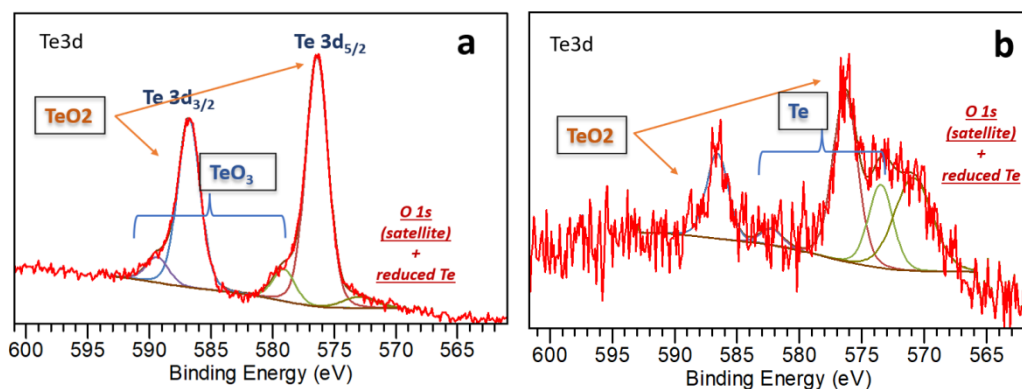 Te3d
a
Te 3d5/2
TeO2
Te 3d3/2
TeO3
O 1s
(satellite)
+
reduced Te
600 590 585 580 575 570 565
Binding Energy (eV)
Te3d
b
Te
TeO2
O 1s
(satellite)
+
reduced Te
600 595 590 585 580 575 570 565
Binding Energy (eV)